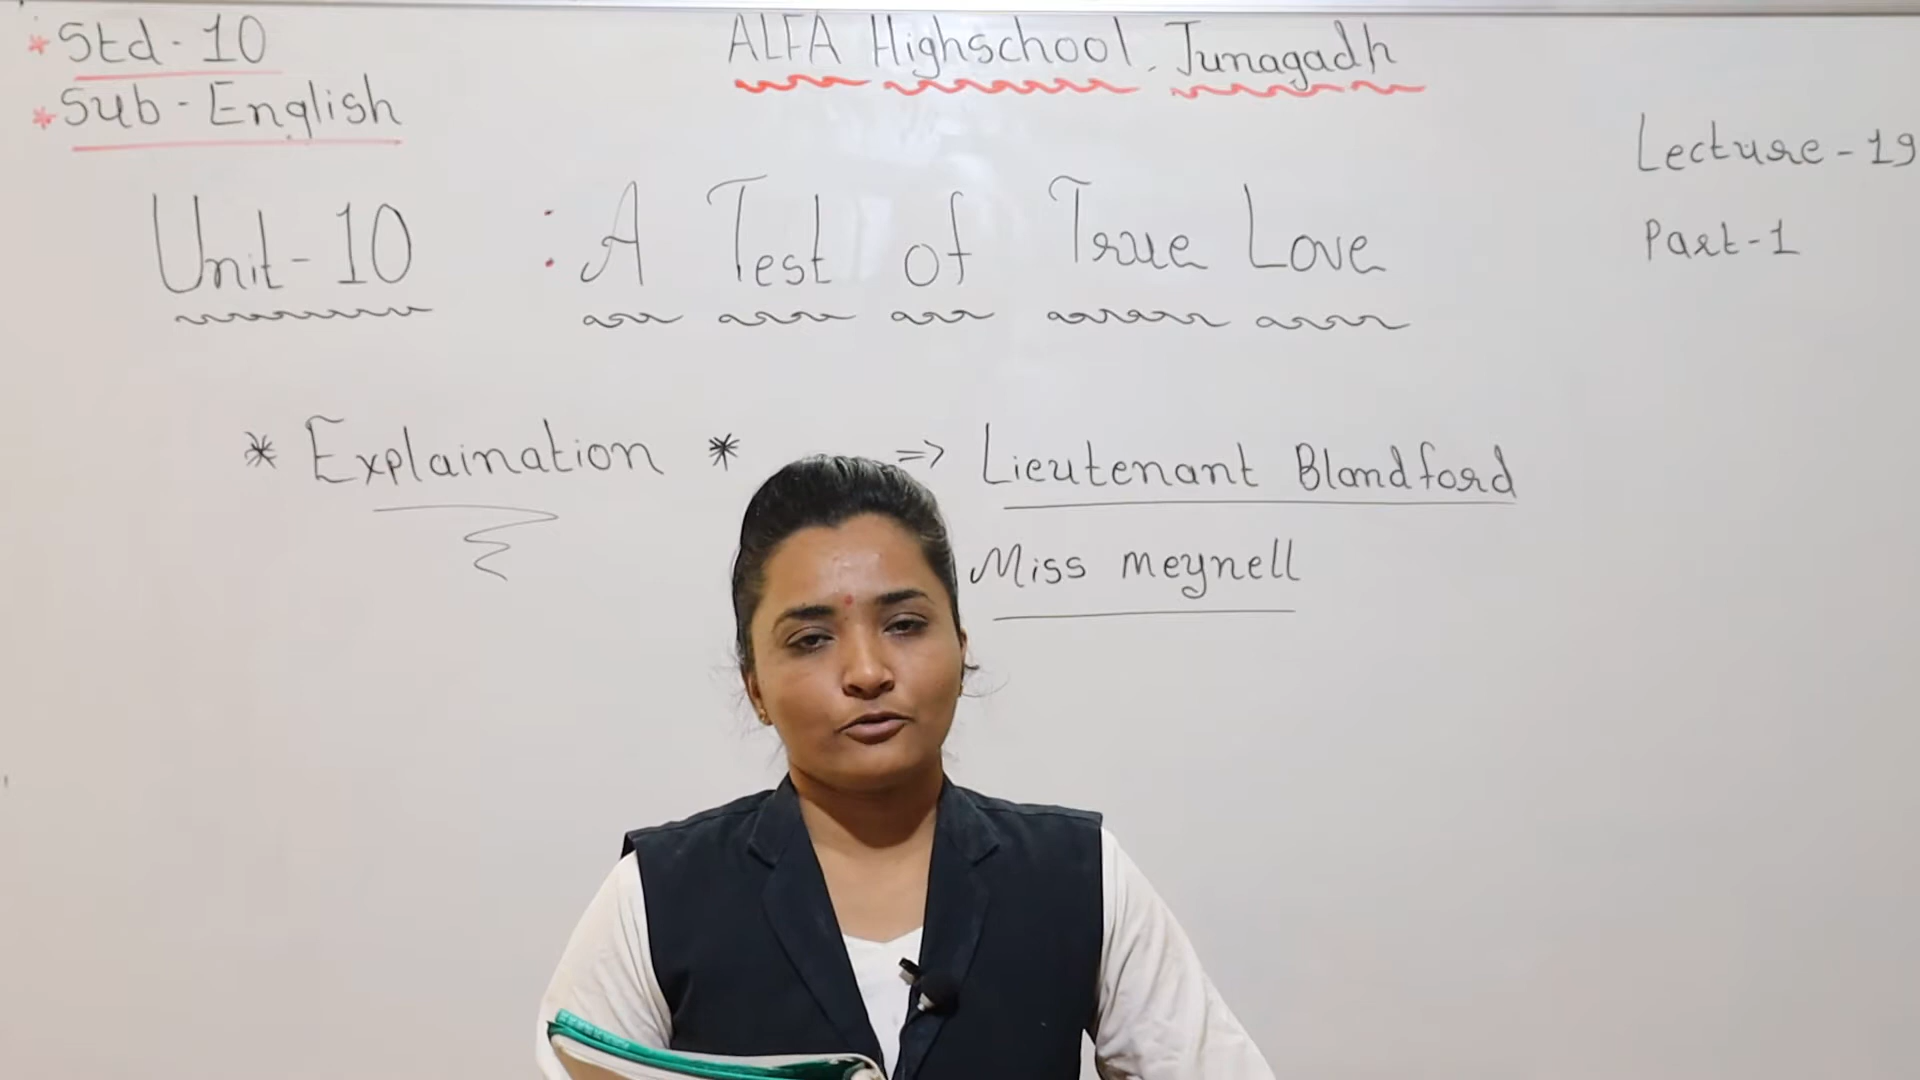 * Std - 10
ALFA Highschool, Junagadh
* Sub - English
Lecture - 19
Part - 1
Unit - 10 : A Test of True Love
* Explaination * => Lieutenant Blandford
Miss meynell